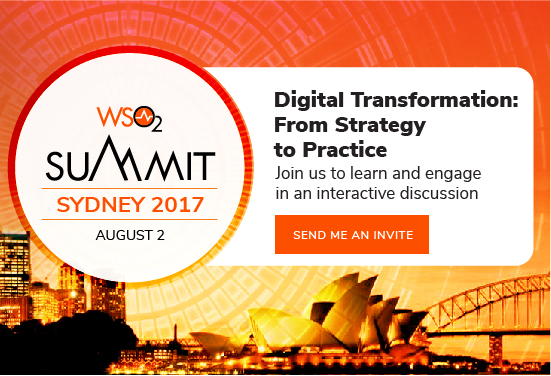 WSO2
SUMMIT
SYDNEY 2017
AUGUST 2
Digital Transformation:
From Strategy
to Practice
Join us to learn and engage
in an interactive discussion
SEND ME AN INVITE